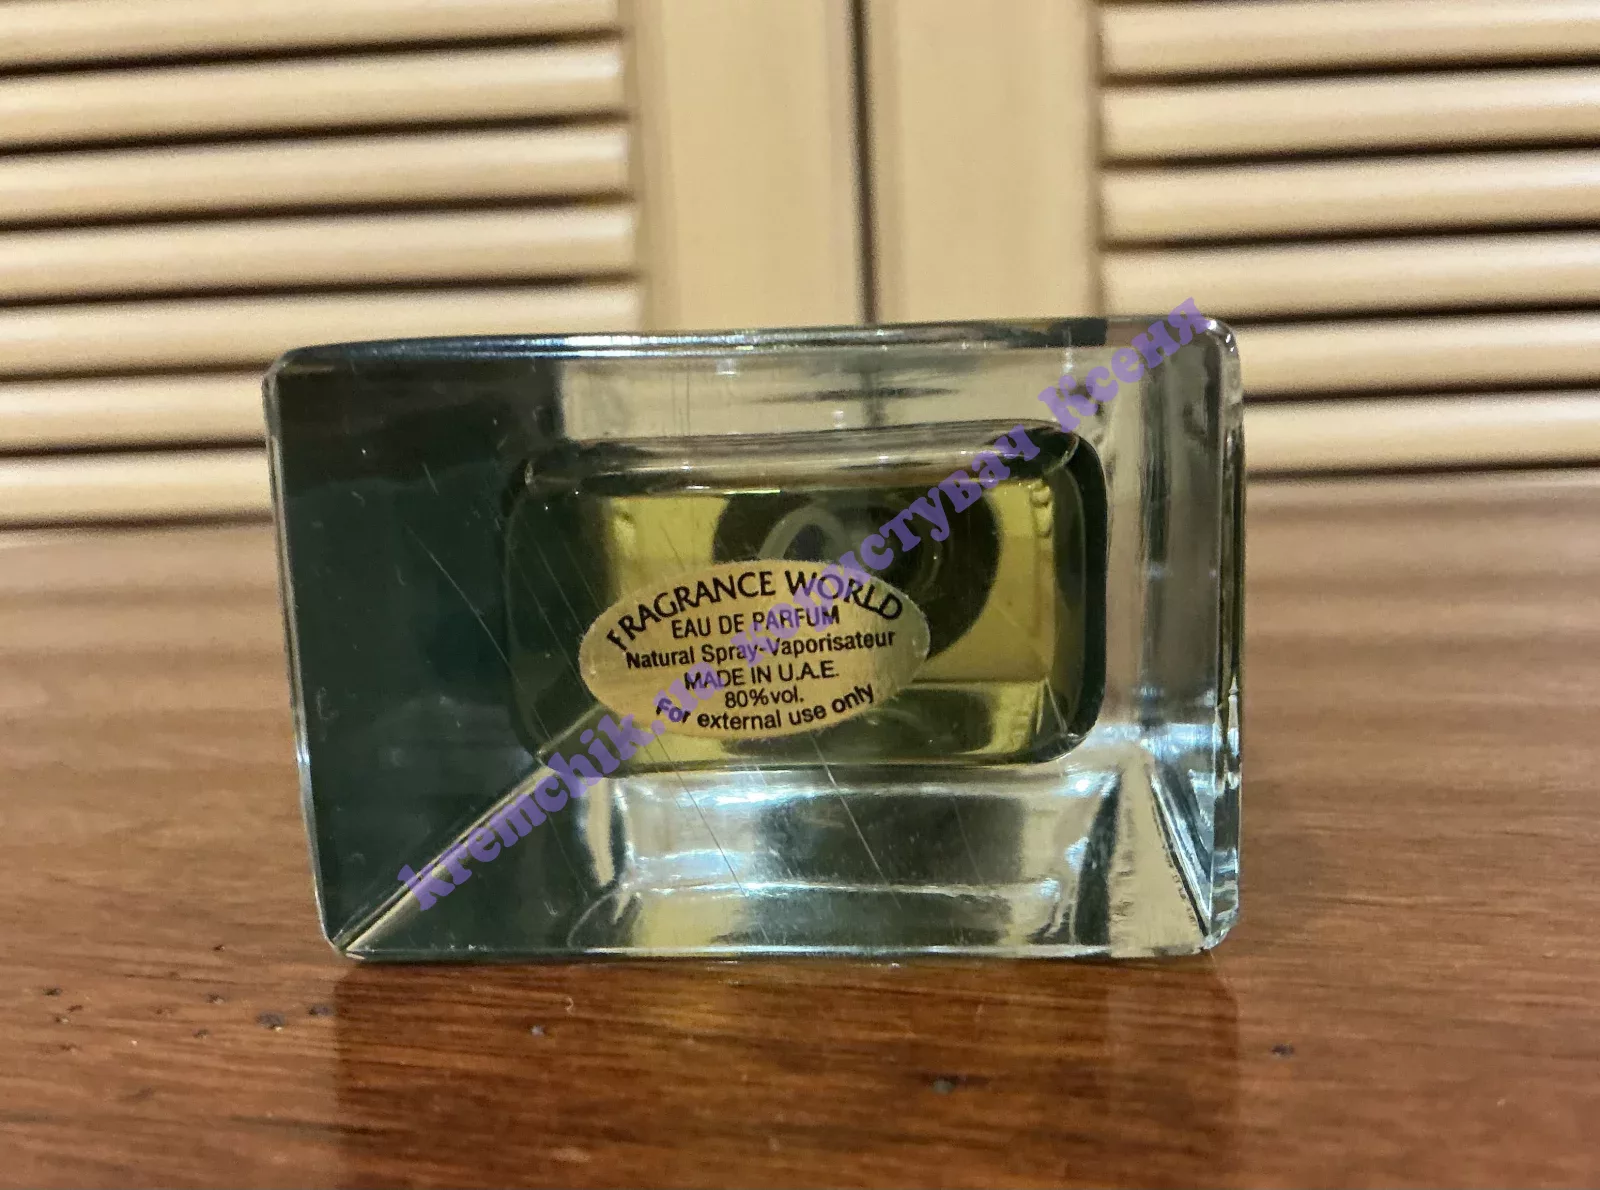 FRAGRANCE WORLD
EAU DE PARFUM
Natural Spray-Vaporisateur
MADE IN U.A.E.
80%vol.
For external use only
kremchik.ua користувач Ксеня